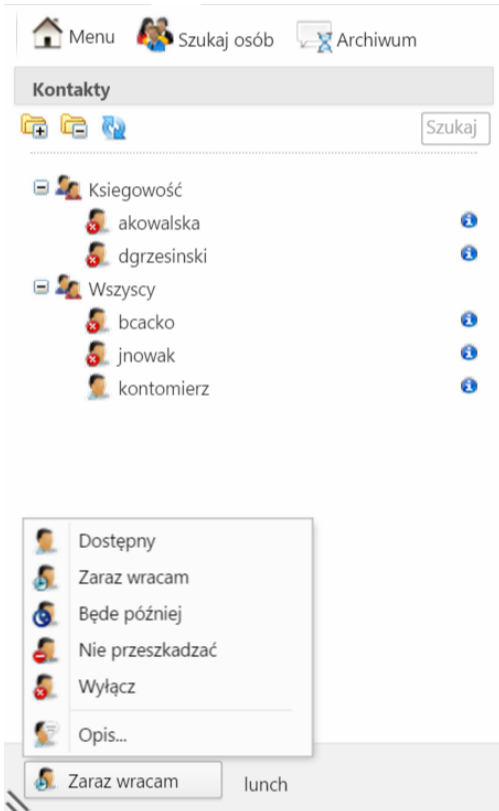 Menu Szukaj osób Archiwum
Kontakty
Szukaj
Ksiegowość
akowalska
dgrzesinski
Wszyscy
bcacko
jnowak
kontomierz
Dostępny
Zaraz wracam
Będe później
Nie przeszkadzać
Wyłącz
Opis...
Zaraz wracam lunch